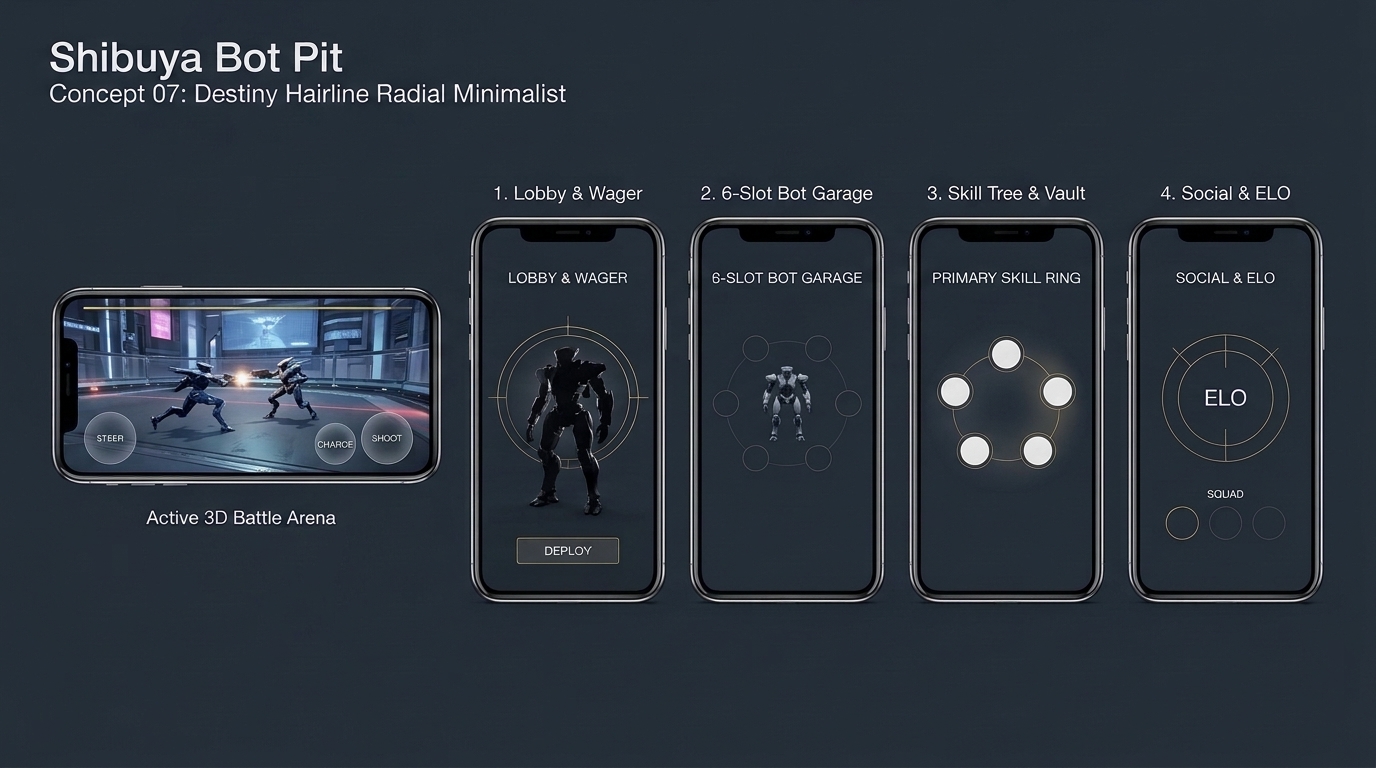 Shibuya Bot Pit
Concept 07: Destiny Hairline Radial Minimalist
STEER
CHARGE
SHOOT
Active 3D Battle Arena
1. Lobby & Wager
LOBBY & WAGER
DEPLOY
2. 6-Slot Bot Garage
6-SLOT BOT GARAGE
3. Skill Tree & Vault
PRIMARY SKILL RING
4. Social & ELO
SOCIAL & ELO
ELO
SQUAD